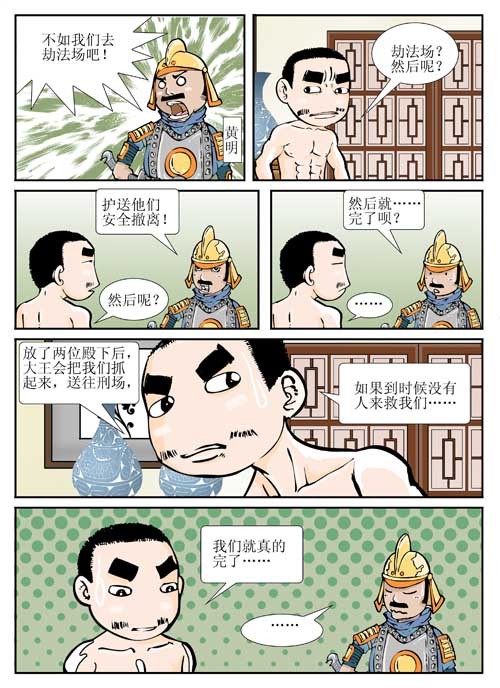 不如我们去
劫法场吧！
黄明
劫法场？
然后呢？
护送他们
安全撤离！
然后呢？
然后就……
完了呗？
……
放了两位殿下后，
大王会把我们抓
起来，送往刑场，
如果到时候没有
人来救我们……
我们就真的
完了……
……